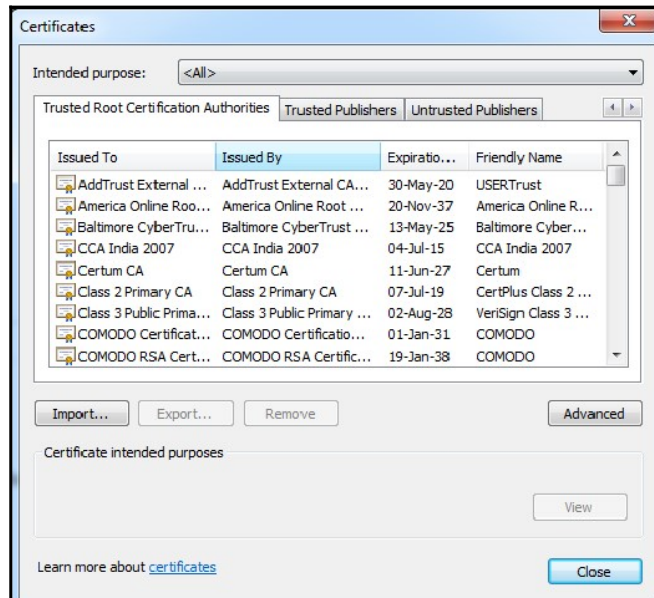 Certificates
Intended purpose: <All>
Trusted Root Certification Authorities Trusted Publishers Untrusted Publishers
Issued To Issued By Expiratio... Friendly Name
AddTrust External ... AddTrust External CA... 30-May-20 USERTrust
America Online Roo... America Online Root ... 20-Nov-37 America Online R...
Baltimore CyberTru... Baltimore CyberTrust ... 13-May-25 Baltimore Cyber...
CCA India 2007 CCA India 2007 04-Jul-15 CCA India 2007
Certum CA Certum CA 11-Jun-27 Certum
Class 2 Primary CA Class 2 Primary CA 07-Jul-19 CertPlus Class 2 ...
Class 3 Public Prima... Class 3 Public Primary ... 02-Aug-28 VeriSign Class 3 ...
COMODO Certificat... COMODO Certificatio... 01-Jan-31 COMODO
COMODO RSA Cert... COMODO RSA Certific... 19-Jan-38 COMODO
Import... Export... Remove Advanced
Certificate intended purposes
View
Learn more about certificates
Close